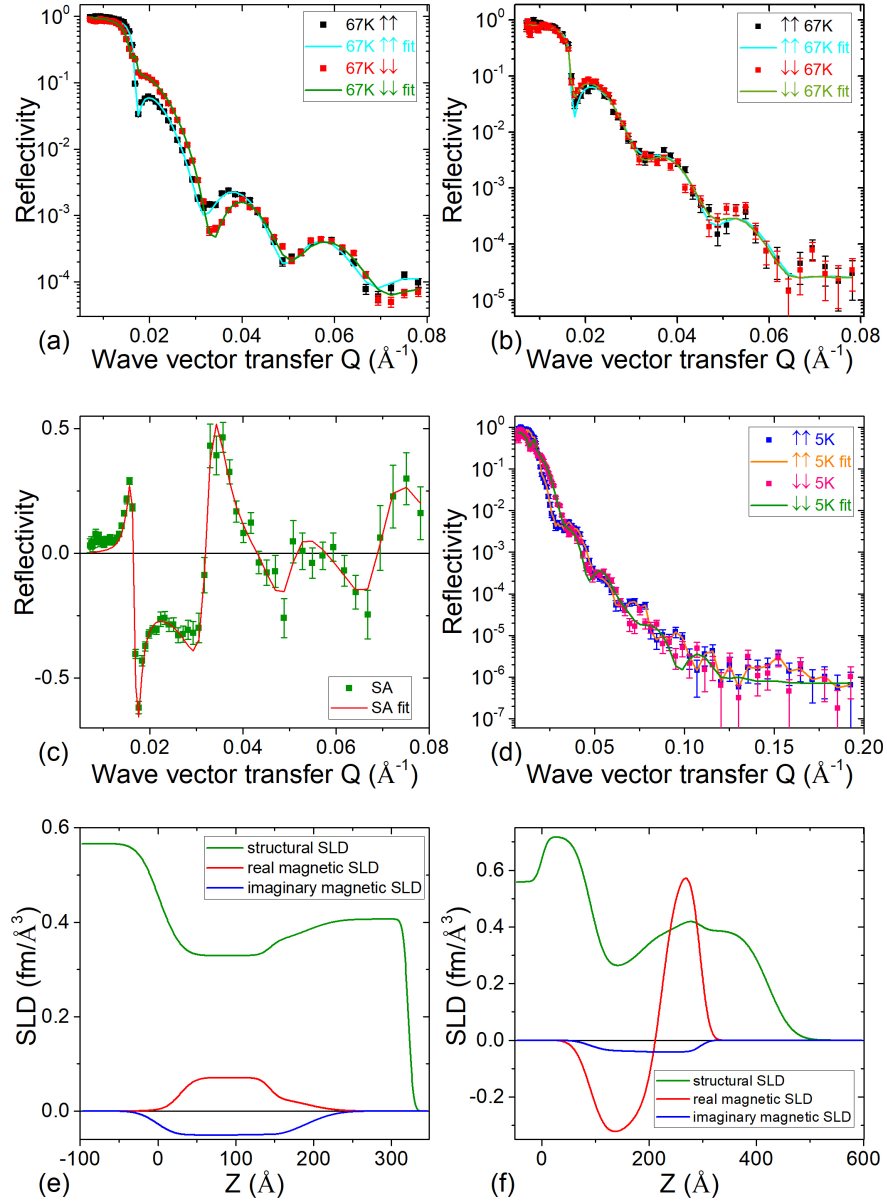 Reflectivity
10⁰
10⁻¹
10⁻²
10⁻³
10⁻⁴
67K ↑↑
67K ↑↑ fit
67K ↓↓
67K ↓↓ fit
0.02 0.04 0.06 0.08
(a) Wave vector transfer Q (Å⁻¹)
Reflectivity
10⁰
10⁻¹
10⁻²
10⁻³
10⁻⁴
10⁻⁵
↑↑ 67K
↑↑ 67K fit
↓↓ 67K
↓↓ 67K fit
0.02 0.04 0.06 0.08
(b) Wave vector transfer Q (Å⁻¹)
Reflectivity
0.5
0.0
-0.5
SA
SA fit
0.02 0.04 0.06 0.08
(c) Wave vector transfer Q (Å⁻¹)
Reflectivity
10⁰
10⁻¹
10⁻²
10⁻³
10⁻⁴
10⁻⁵
10⁻⁶
10⁻⁷
↑↑ 5K
↑↑ 5K fit
↓↓ 5K
↓↓ 5K fit
0.05 0.10 0.15 0.20
(d) Wave vector transfer Q (Å⁻¹)
SLD (fm/Å³)
0.6
0.4
0.2
0.0
structural SLD
real magnetic SLD
imaginary magnetic SLD
-100 0 100 200 300
(e) Z (Å)
SLD (fm/Å³)
0.6
0.4
0.2
0.0
-0.2
structural SLD
real magnetic SLD
imaginary magnetic SLD
0 200 400 600
(f) Z (Å)